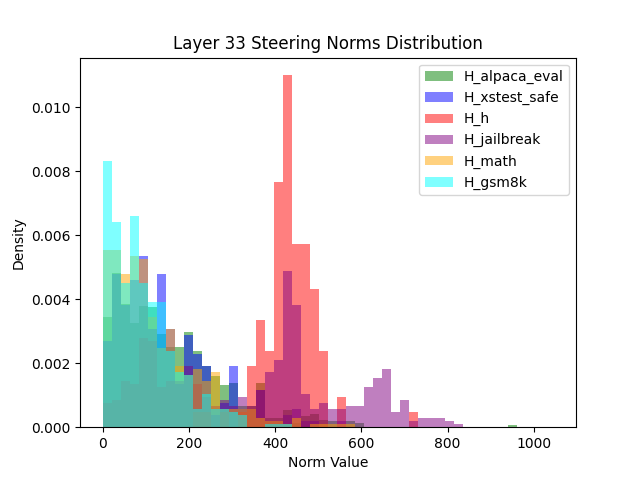 Layer 33 Steering Norms Distribution
H_alpaca_eval
H_xstest_safe
H_h
H_jailbreak
H_math
H_gsm8k
0.010
0.008
0.006
0.004
0.002
0.000
Density
0
200
400
600
800
1000
Norm Value